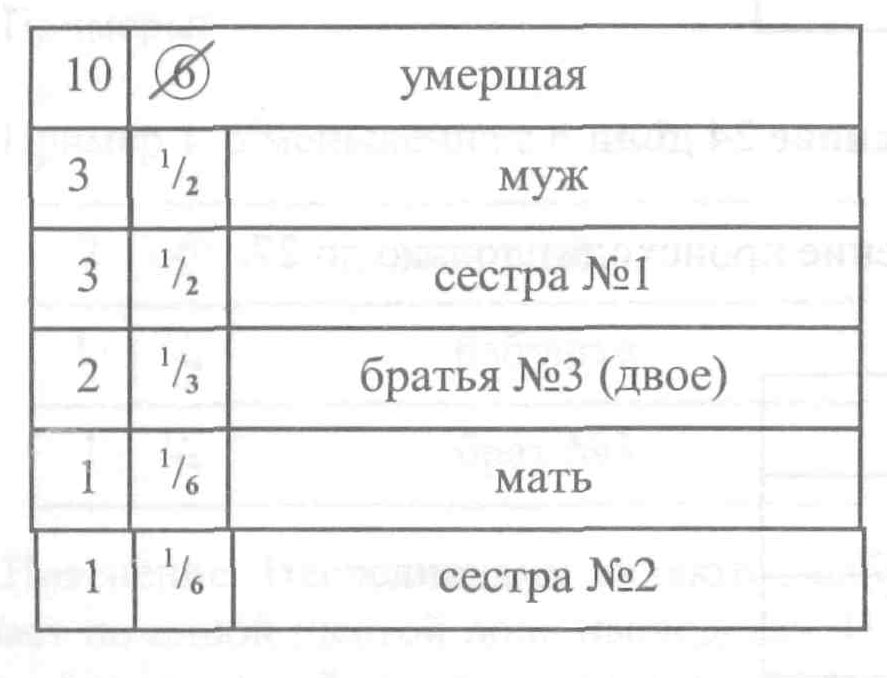 10 6 умершая
3 1/2 муж
3 1/2 сестра №1
2 1/3 братья №3 (двое)
1 1/6 мать
1 1/6 сестра №2